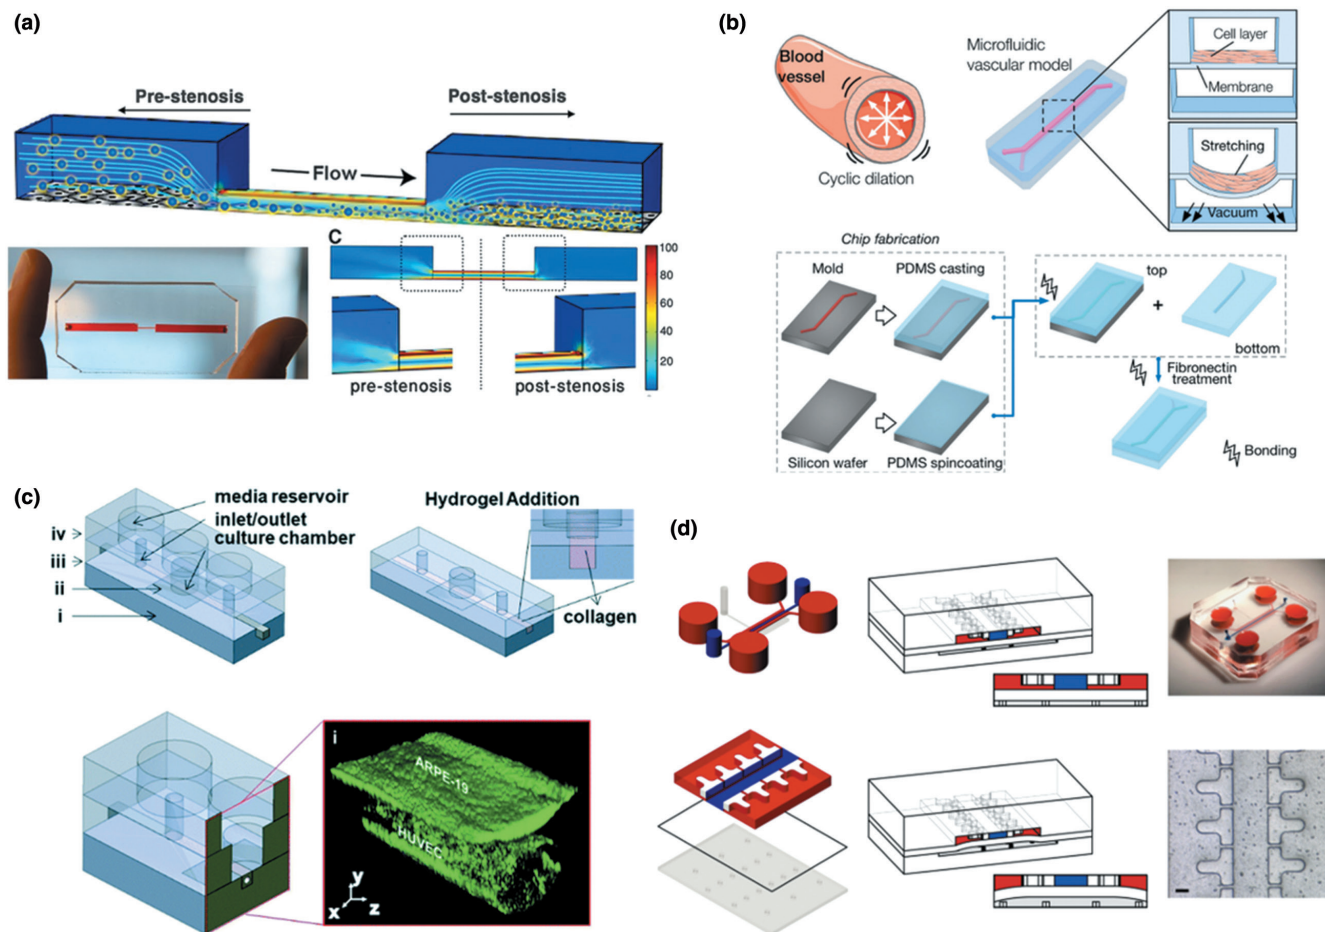 (a)
Pre-stenosis
Post-stenosis
Flow
C
100
80
60
40
20
pre-stenosis
post-stenosis
(b)
Blood
vessel
Cyclic dilation
Microfluidic
vascular model
Cell layer
Membrane
Stretching
Vacuum
Chip fabrication
Mold
PDMS casting
Silicon wafer
PDMS spincoating
top
+
bottom
Fibronectin
treatment
Bonding
(c)
media reservoir
inlet/outlet
culture chamber
iv
iii
ii
i
Hydrogel Addition
collagen
i
ARPE-19
HUVEC
y
x
z
(d)